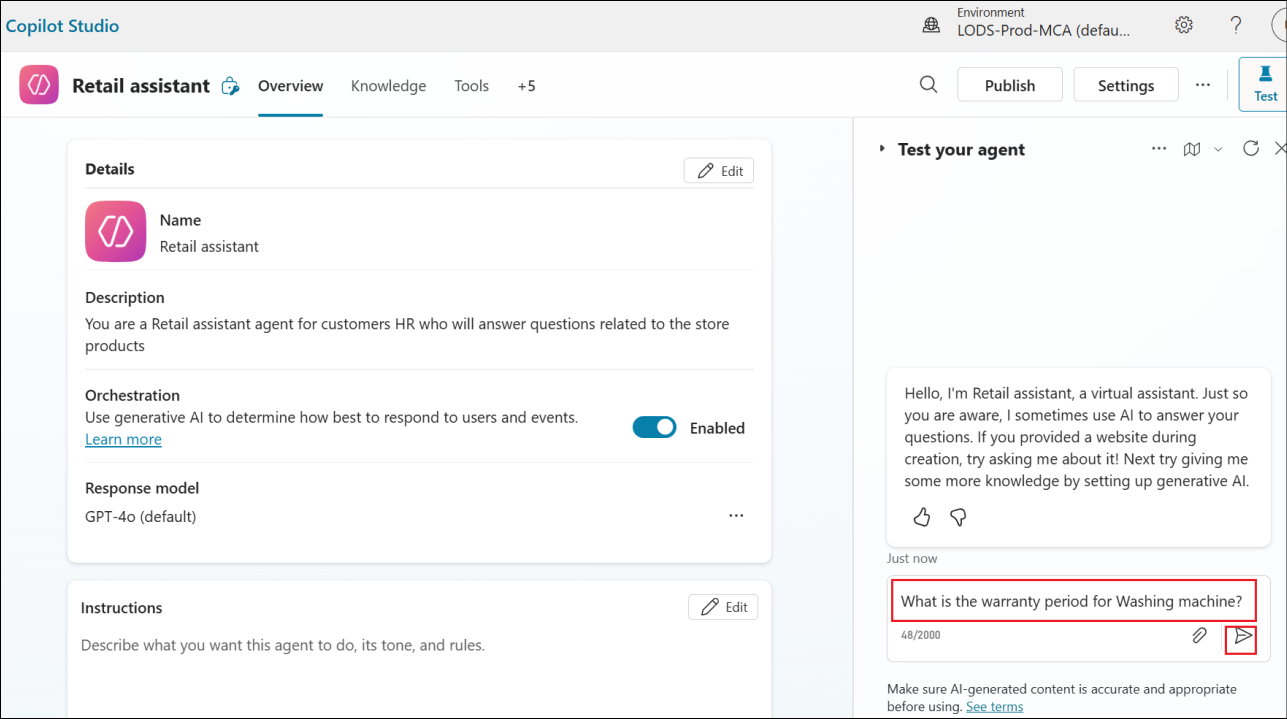 Copilot Studio
Environment
LODS-Prod-MCA (defau...
Retail assistant
Overview
Knowledge
Tools
+5
Publish
Settings
Test
Details
Edit
Name
Retail assistant
Description
You are a Retail assistant agent for customers HR who will answer questions related to the store
products
Orchestration
Use generative AI to determine how best to respond to users and events.
Learn more
Enabled
Response model
GPT-4o (default)
Instructions
Edit
Describe what you want this agent to do, its tone, and rules.
Test your agent
Hello, I'm Retail assistant, a virtual assistant. Just so
you are aware, I sometimes use AI to answer your
questions. If you provided a website during
creation, try asking me about it! Next try giving me
some more knowledge by setting up generative AI.
Just now
What is the warranty period for Washing machine?
48/2000
Make sure AI-generated content is accurate and appropriate
before using. See terms